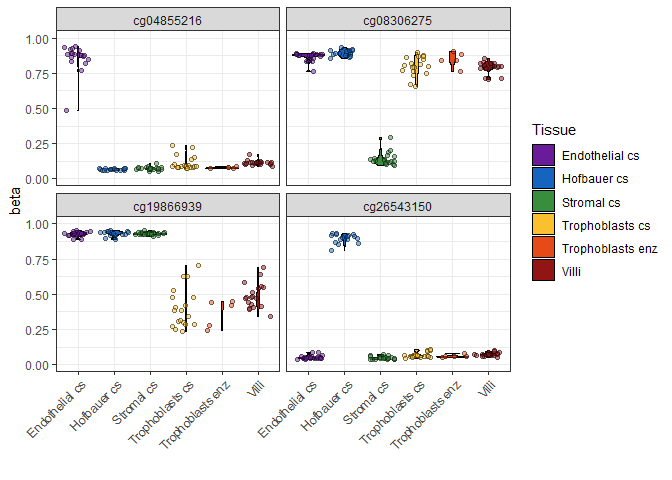 cg04855216
cg08306275
1.00
0.75
0.50
0.25
0.00
cg19866939
cg26543150
1.00
0.75
0.50
0.25
0.00
beta
Endothelial cs
Hofbauer cs
Stromal cs
Trophoblasts cs
Trophoblasts enz
Villi
Endothelial cs
Hofbauer cs
Stromal cs
Trophoblasts cs
Trophoblasts enz
Villi
Tissue
Endothelial cs
Hofbauer cs
Stromal cs
Trophoblasts cs
Trophoblasts enz
Villi